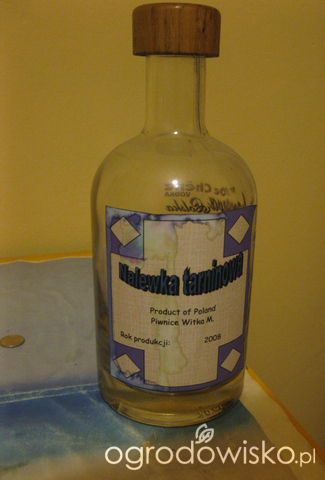 Nalewka tarninowa
Product of Poland
Piwnice Witka M.
Rok produkcji: 2008
ogrodowisko.pl